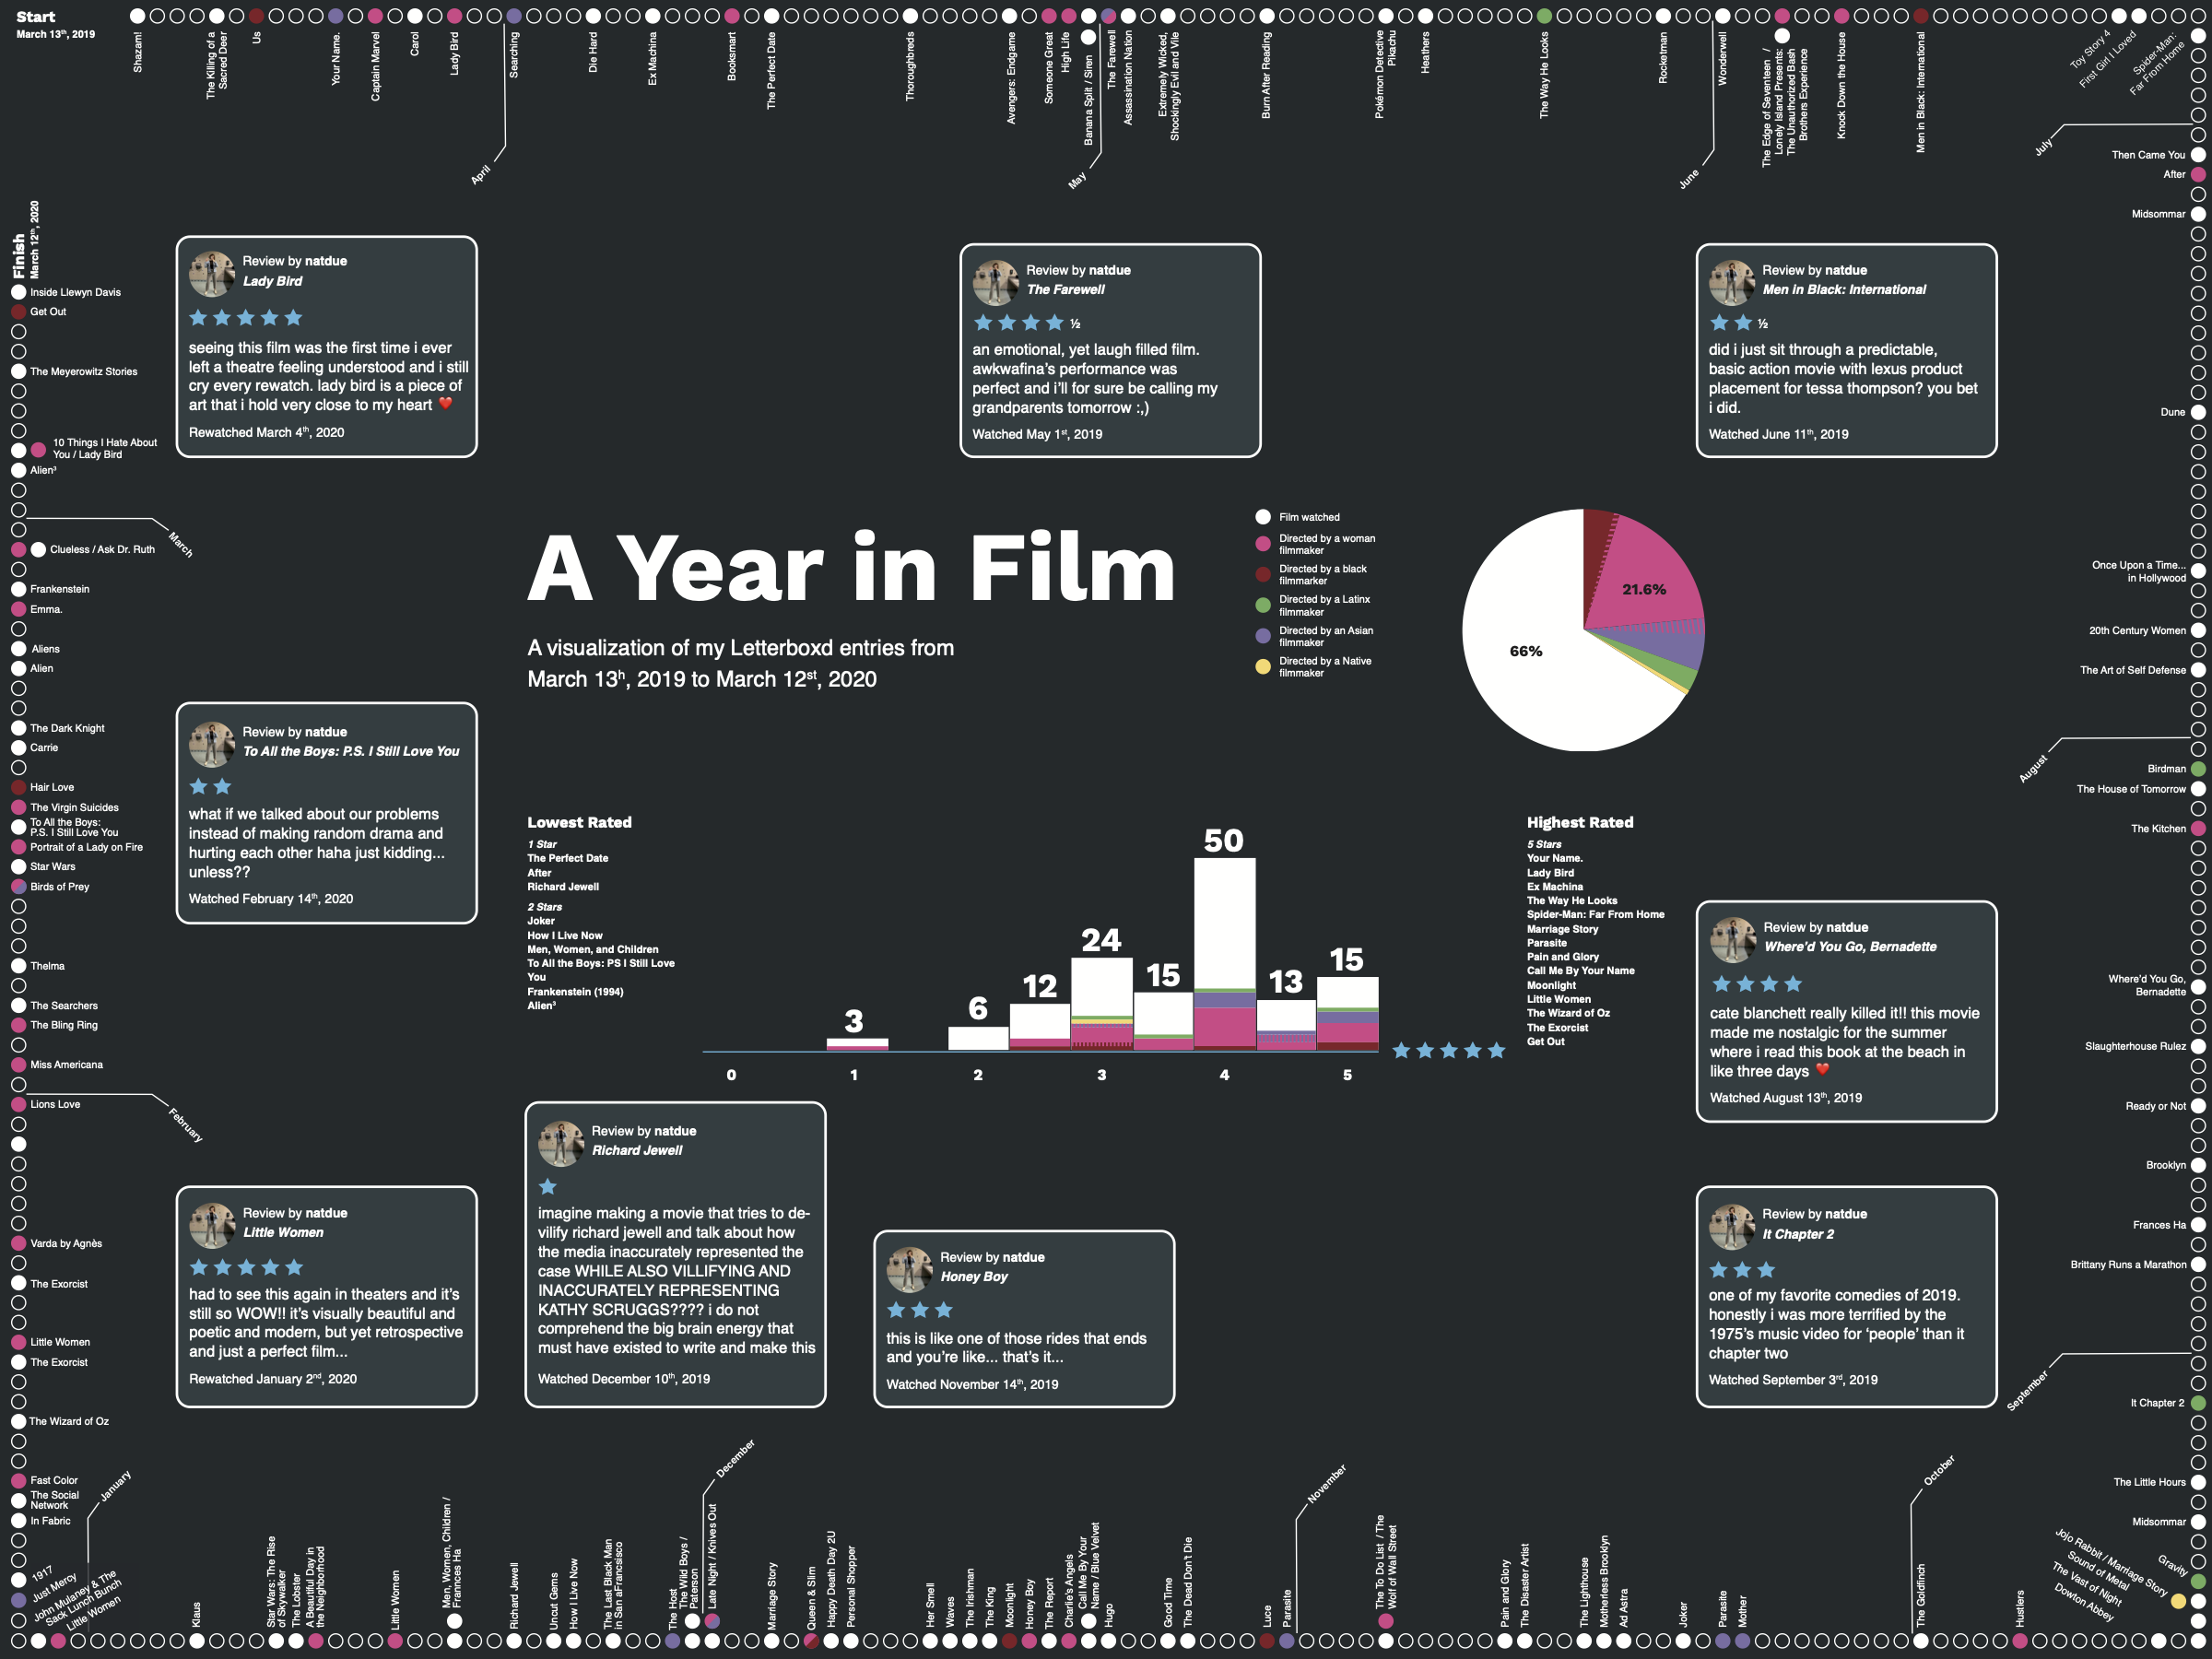 Start
March 13th, 2019
Shazam!
The Killing of a
Sacred Deer
Us
Your Name.
Captain Marvel
Carol
Lady Bird
Searching
Die Hard
Ex Machina
Booksmart
The Perfect Date
Thoroughbreds
Avengers: Endgame
Someone Great
High Life
Banana Split / Siren
The Farewell
Assassination Nation
Extremely Wicked,
Shockingly Evil and Vile
Burn After Reading
Pokémon Detective
Pikachu
Heathers
The Way He Looks
Rocketman
Wonderwell
The Edge of Seventeen /
Lonely Island Presents:
The Unauthorized Bash
Brothers Experience
Knock Down the House
Men in Black: International
Toy Story 4
First Girl I Loved
Spider-Man:
Far From Home
April
May
June
July
Then Came You
After
Midsommar
Dune
Once Upon a Time...
in Hollywood
20th Century Women
The Art of Self Defense
August
Birdman
The House of Tomorrow
The Kitchen
Where'd You Go,
Bernadette
Slaughterhouse Rulez
Ready or Not
Brooklyn
Frances Ha
Brittany Runs a Marathon
September
It Chapter 2
The Little Hours
Midsommar
Gravity
Jojo Rabbit / Marriage Story
Sound of Metal
The Vast of Night
Dowton Abbey
Hustlers
October
The Goldfinch
Mother
Parasite
Joker
Ad Astra
Motherless Brooklyn
The Lighthouse
The Disaster Artist
Pain and Glory
The To Do List / The
Wolf of Wall Street
November
Parasite
Luce
The Dead Don't Die
Good Time
Hugo
Call Me By Your
Name / Blue Velvet
Charlie's Angels
The Report
Honey Boy
Moonlight
The King
The Irishman
Waves
Her Smell
Personal Shopper
Happy Death Day 2U
Queen & Slim
Marriage Story
December
Late Night / Knives Out
The Wild Boys /
Paterson
The Host
The Last Black Man
in San aFrancsisco
How I Live Now
Uncut Gems
Richard Jewell
Men, Women, Children /
Frannces Ha
Little Women
A Beautiful Day in
the Neighborhood
The Lobster
Star Wars: The Rise
of Skywalker
Klaus
January
Little Women
John Mulaney & The
Sack Lunch Bunch
Just Mercy
1917
In Fabric
The Social
Network
Fast Color
The Wizard of Oz
The Exorcist
Little Women
The Exorcist
Varda by Agnès
Lions Love
February
Miss Americana
The Bling Ring
The Searchers
Thelma
Birds of Prey
Star Wars
Portrait of a Lady on Fire
To All the Boys:
P.S. I Still Love You
The Virgin Suicides
Hair Love
Carrie
The Dark Knight
Alien
Aliens
Emma.
Frankenstein
Clueless / Ask Dr. Ruth
March
Alien³
10 Things I Hate About
You / Lady Bird
The Meyerowitz Stories
Get Out
Inside Llewyn Davis
Finish
March 12th, 2020
Review by natdue
Lady Bird
seeing this film was the first time i ever
left a theatre feeling understood and i still
cry every rewatch. lady bird is a piece of
art that i hold very close to my heart ❤️
Rewatched March 4th, 2020
Review by natdue
The Farewell
½
an emotional, yet laugh filled film.
awkwafina's performance was
perfect and i'll for sure be calling my
grandparents tomorrow :,)
Watched May 1st, 2019
Review by natdue
Men in Black: International
½
did i just sit through a predictable,
basic action movie with lexus product
placement for tessa thompson? you bet
i did.
Watched June 11th, 2019
A Year in Film
A visualization of my Letterboxd entries from
March 13h, 2019 to March 12st, 2020
Film watched
Directed by a woman
filmmaker
Directed by a black
filmmarker
Directed by a Latinx
filmmaker
Directed by an Asian
filmmaker
Directed by a Native
filmmaker
21.6%
66%
Review by natdue
To All the Boys: P.S. I Still Love You
what if we talked about our problems
instead of making random drama and
hurting each other haha just kidding...
unless??
Watched February 14th, 2020
Lowest Rated
1 Star
The Perfect Date
After
Richard Jewell
2 Stars
Joker
How I Live Now
Men, Women, and Children
To All the Boys: PS I Still Love
You
Frankenstein (1994)
Alien³
3
6
12
24
15
50
13
15
0
1
2
3
4
5
Highest Rated
5 Stars
Your Name.
Lady Bird
Ex Machina
The Way He Looks
Spider-Man: Far From Home
Marriage Story
Parasite
Pain and Glory
Call Me By Your Name
Moonlight
Little Women
The Wizard of Oz
The Exorcist
Get Out
Review by natdue
Where'd You Go, Bernadette
cate blanchett really killed it!! this movie
made me nostalgic for the summer
where i read this book at the beach in
like three days ❤️
Watched August 13th, 2019
Review by natdue
Little Women
had to see this again in theaters and it's
still so WOW!! it's visually beautiful and
poetic and modern, but yet retrospective
and just a perfect film...
Rewatched January 2nd, 2020
Review by natdue
Richard Jewell
imagine making a movie that tries to de-
vilify richard jewell and talk about how
the media inaccurately represented the
case WHILE ALSO VILLIFYING AND
INACCURATELY REPRESENTING
KATHY SCRUGGS???? i do not
comprehend the big brain energy that
must have existed to write and make this
Watched December 10th, 2019
Review by natdue
Honey Boy
this is like one of those rides that ends
and you're like... that's it...
Watched November 14th, 2019
Review by natdue
It Chapter 2
one of my favorite comedies of 2019.
honestly i was more terrified by the
1975's music video for 'people' than it
chapter two
Watched September 3rd, 2019